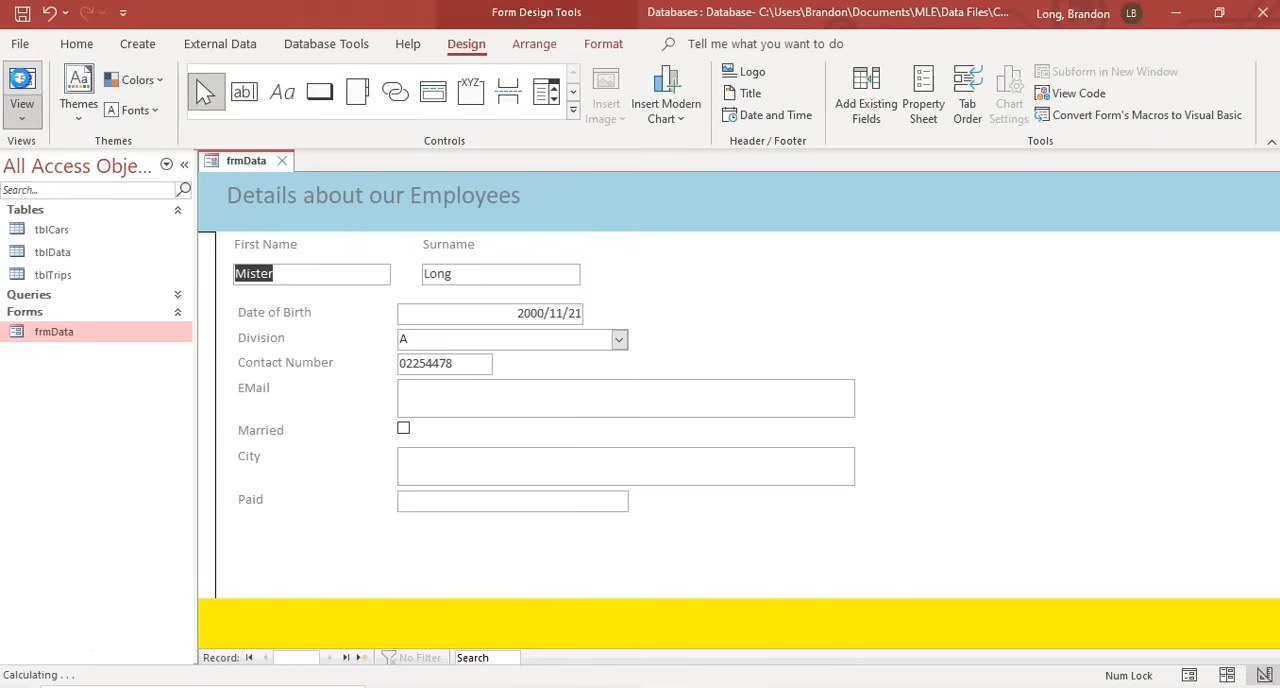 Form Design Tools
Databases : Database- C:\Users\Brandon\Documents\MLE\Data Files\C...
Long, Brandon
LB
File
Home
Create
External Data
Database Tools
Help
Design
Arrange
Format
Tell me what you want to do
View
Views
Themes
Colors
Fonts
Themes
ab
Aa
XYZ
Controls
Insert Image
Insert Modern Chart
Logo
Title
Date and Time
Header / Footer
Add Existing Fields
Property Sheet
Tab Order
Chart Settings
Subform in New Window
View Code
Convert Form's Macros to Visual Basic
Tools
All Access Obje...
Search...
Tables
tblCars
tblData
tblTrips
Queries
Forms
frmData
frmData
Details about our Employees
First Name
Surname
Mister
Long
Date of Birth
2000/11/21
Division
A
Contact Number
02254478
EMail
Married
City
Paid
Record:
No Filter
Search
Calculating . . .
Num Lock